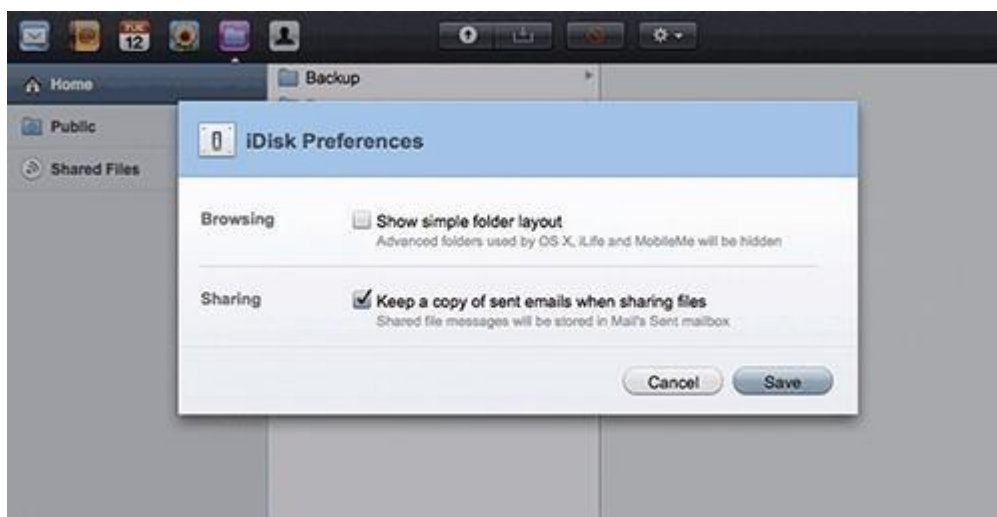 TUE
12
Home
Backup
Public
Shared Files
iDisk Preferences
Browsing
Show simple folder layout
Advanced folders used by OS X, iLife and MobileMe will be hidden
Sharing
Keep a copy of sent emails when sharing files
Shared file messages will be stored in Mail's Sent mailbox
Cancel
Save